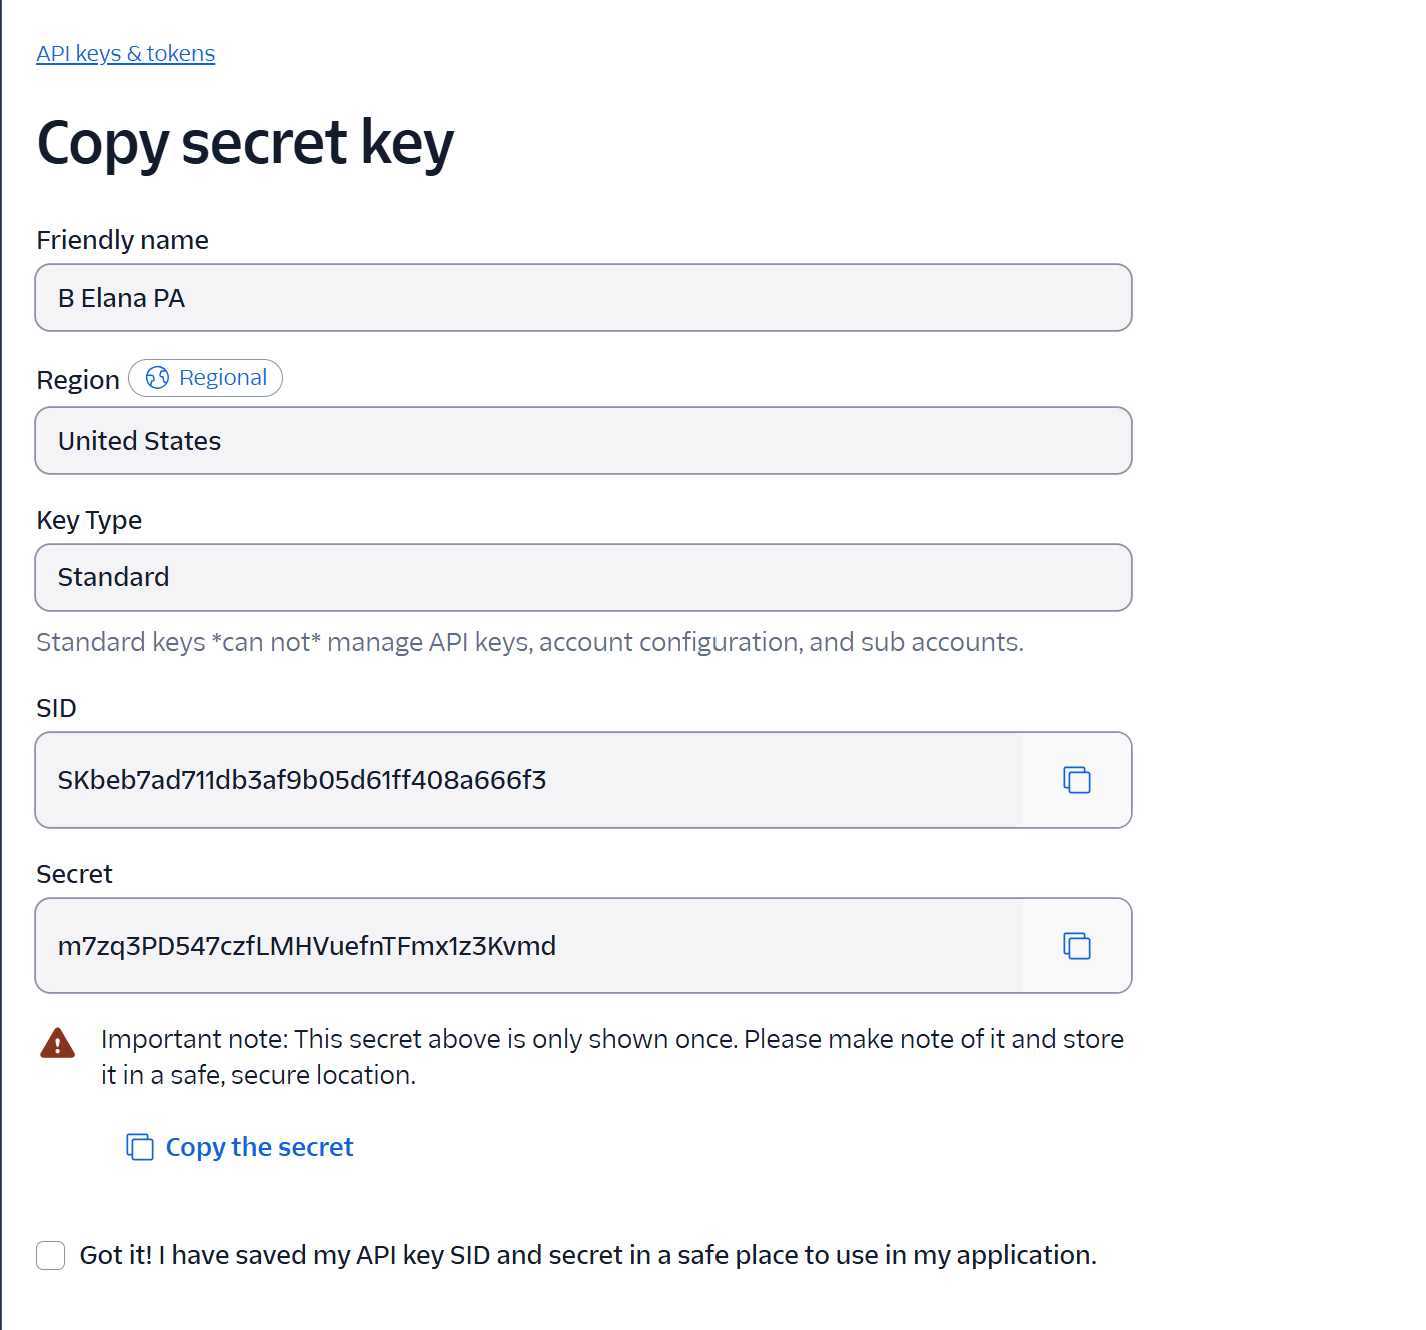 API keys & tokens
Copy secret key
Friendly name
B Elana PA
Region Regional
United States
Key Type
Standard
Standard keys *can not* manage API keys, account configuration, and sub accounts.
SID
SKbeb7ad711db3af9b05d61ff408a666f3
Secret
m7zq3PD547czfLMHVuefnTFmx1z3Kvmd
Important note: This secret above is only shown once. Please make note of it and store
it in a safe, secure location.
Copy the secret
Got it! I have saved my API key SID and secret in a safe place to use in my application.